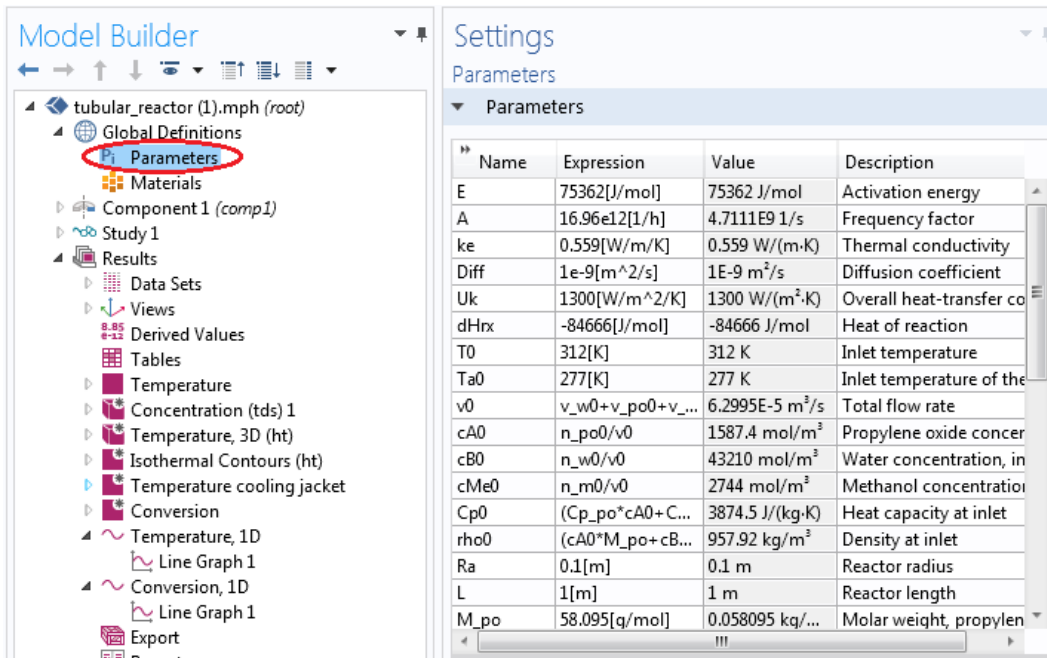 Model Builder
tubular_reactor (1).mph (root)
Global Definitions
Pi Parameters
Materials
Component 1 (comp1)
Study 1
Results
Data Sets
Views
8.85
e-12 Derived Values
Tables
Temperature
Concentration (tds) 1
Temperature, 3D (ht)
Isothermal Contours (ht)
Temperature cooling jacket
Conversion
Temperature, 1D
Line Graph 1
Conversion, 1D
Line Graph 1
Export
Settings
Parameters
Parameters
Name Expression Value Description
E 75362[J/mol] 75362 J/mol Activation energy
A 16.96e12[1/h] 4.7111E9 1/s Frequency factor
ke 0.559[W/m/K] 0.559 W/(m·K) Thermal conductivity
Diff 1e-9[m^2/s] 1E-9 m²/s Diffusion coefficient
Uk 1300[W/m^2/K] 1300 W/(m²·K) Overall heat-transfer co
dHrx -84666[J/mol] -84666 J/mol Heat of reaction
T0 312[K] 312 K Inlet temperature
Ta0 277[K] 277 K Inlet temperature of the
v0 v_w0+v_po0+v_... 6.2995E-5 m³/s Total flow rate
cA0 n_po0/v0 1587.4 mol/m³ Propylene oxide concer
cB0 n_w0/v0 43210 mol/m³ Water concentration, in
cMe0 n_m0/v0 2744 mol/m³ Methanol concentration
Cp0 (Cp_po*cA0+C... 3874.5 J/(kg·K) Heat capacity at inlet
rho0 (cA0*M_po+cB... 957.92 kg/m³ Density at inlet
Ra 0.1[m] 0.1 m Reactor radius
L 1[m] 1 m Reactor length
M_po 58.095[g/mol] 0.058095 kg/... Molar weight, propylen